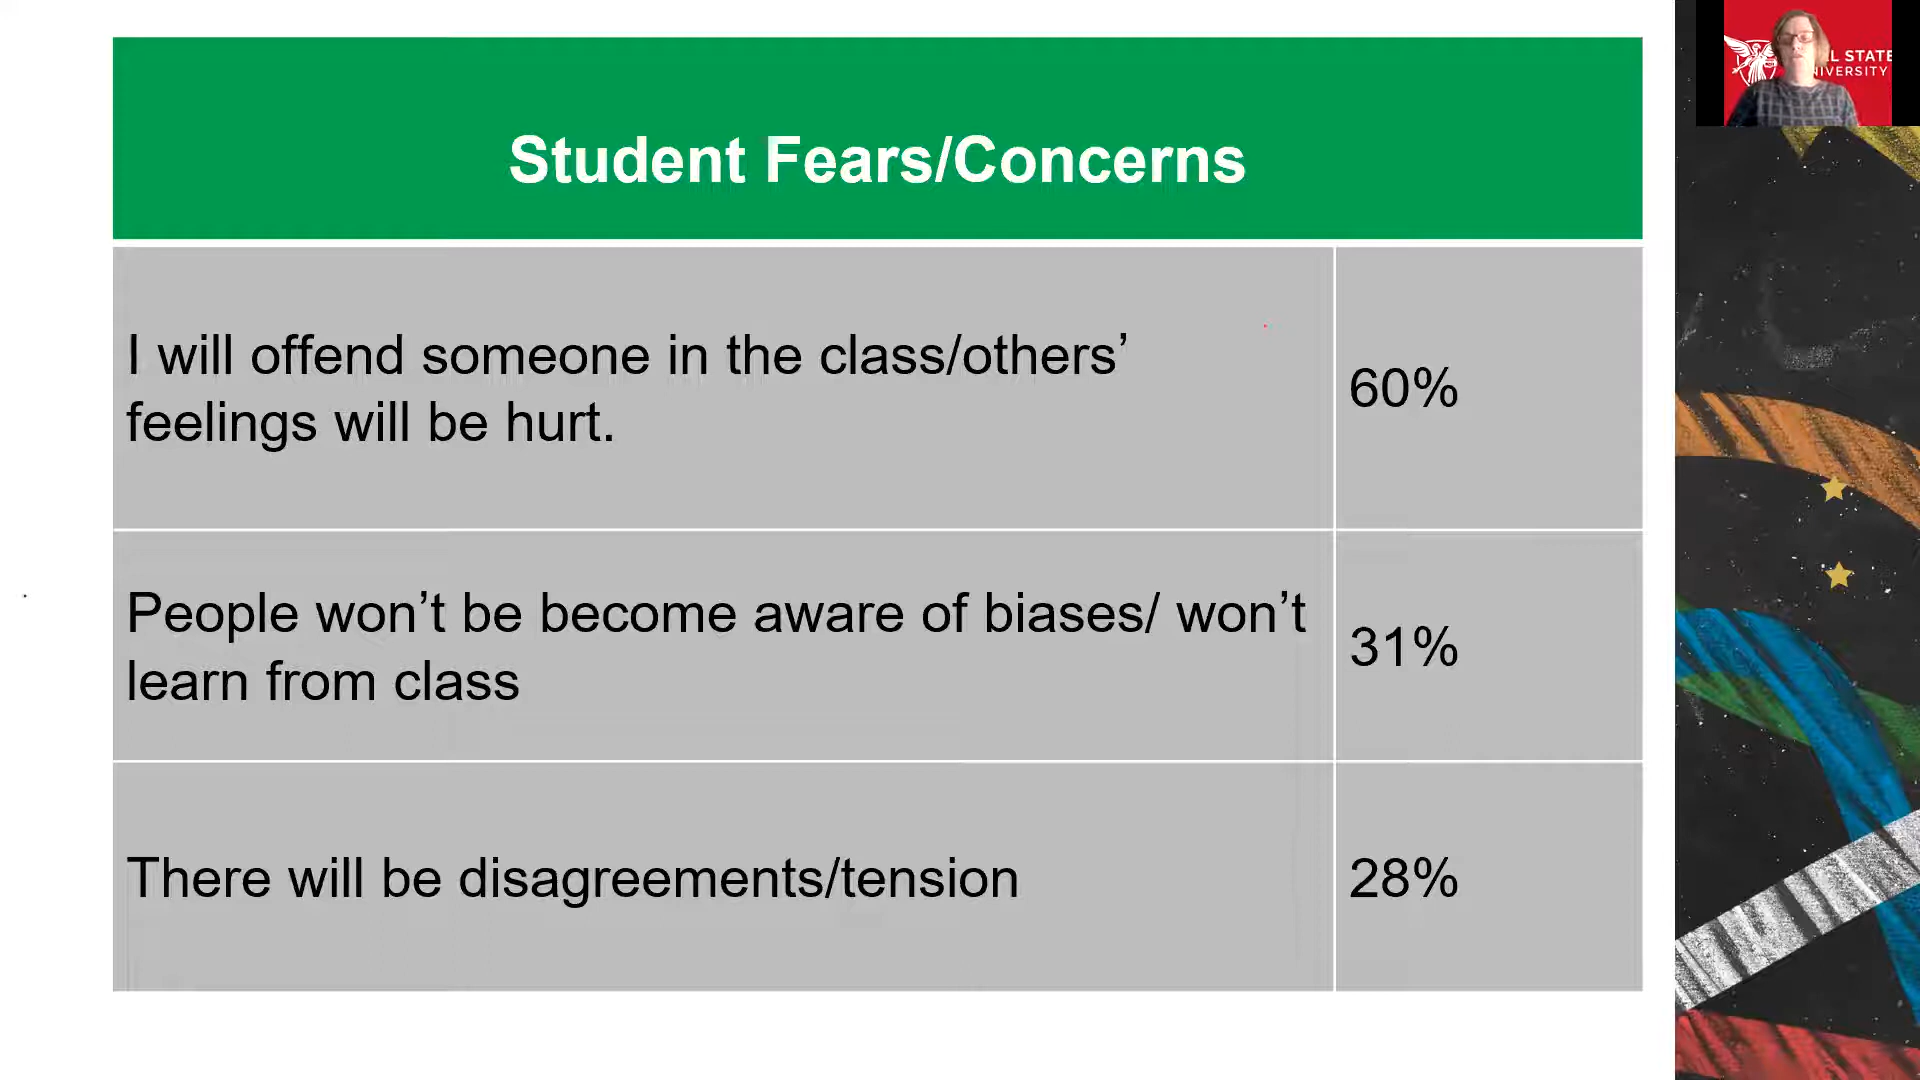 Student Fears/Concerns
I will offend someone in the class/others’
feelings will be hurt.
60%
People won’t be become aware of biases/ won’t
learn from class
31%
There will be disagreements/tension
28%
STATE